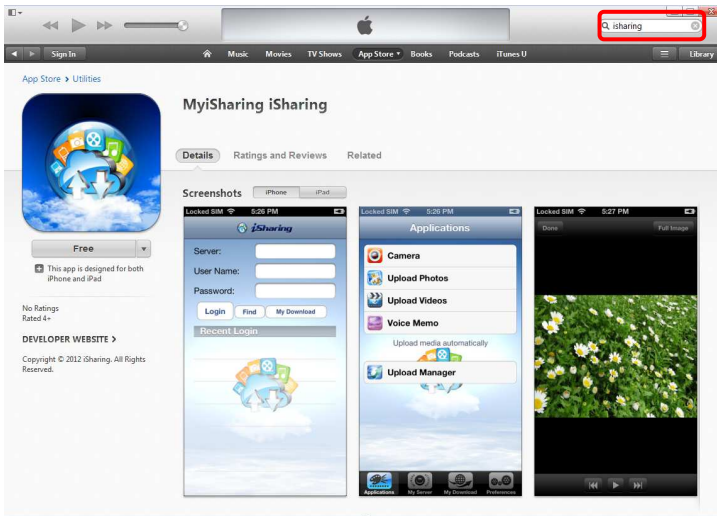 isharing
Sign In
Music Movies TV Shows App Store Books Podcasts iTunes U
Library
App Store > Utilities
MyiSharing iSharing
Details Ratings and Reviews Related
Screenshots iPhone iPad
Free
+ This app is designed for both
iPhone and iPad
No Ratings
Rated 4+
DEVELOPER WEBSITE >
Copyright © 2012 iSharing. All Rights
Reserved.
Locked SIM 5:26 PM
iSharing
Server:
User Name:
Password:
Login Find My Download
Recent Login
Locked SIM 5:26 PM
Applications
Camera
Upload Photos
Upload Videos
Voice Memo
Upload media automatically
Upload Manager
Applications My Server My Download Preferences
Locked SIM 5:27 PM
Done Full Image